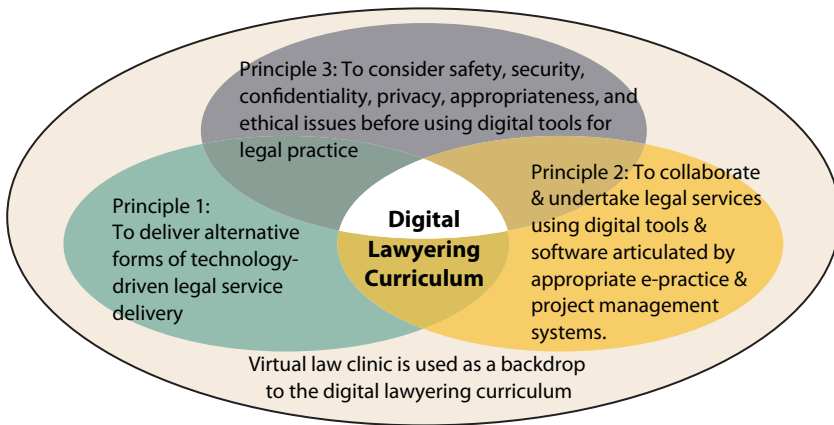 Principle 3: To consider safety, security,
confidentiality, privacy, appropriateness, and
ethical issues before using digital tools for
legal practice
Principle 1:
To deliver alternative
forms of technology-
driven legal service
delivery
Digital
Lawyering
Curriculum
Principle 2: To collaborate
& undertake legal services
using digital tools &
software articulated by
appropriate e-practice &
project management
systems.
Virtual law clinic is used as a backdrop
to the digital lawyering curriculum